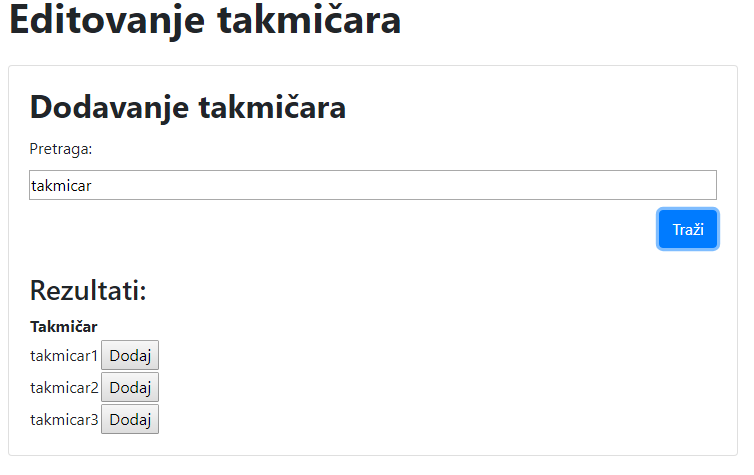 Editovanje takmičara
Dodavanje takmičara
Pretraga:
takmicar
Traži
Rezultati:
Takmičar
takmicar1 Dodaj
takmicar2 Dodaj
takmicar3 Dodaj